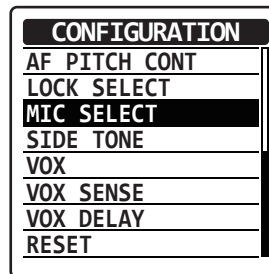 CONFIGURATION
AF PITCH CONT
LOCK SELECT
MIC SELECT
SIDE TONE
VOX
VOX SENSE
VOX DELAY
RESET